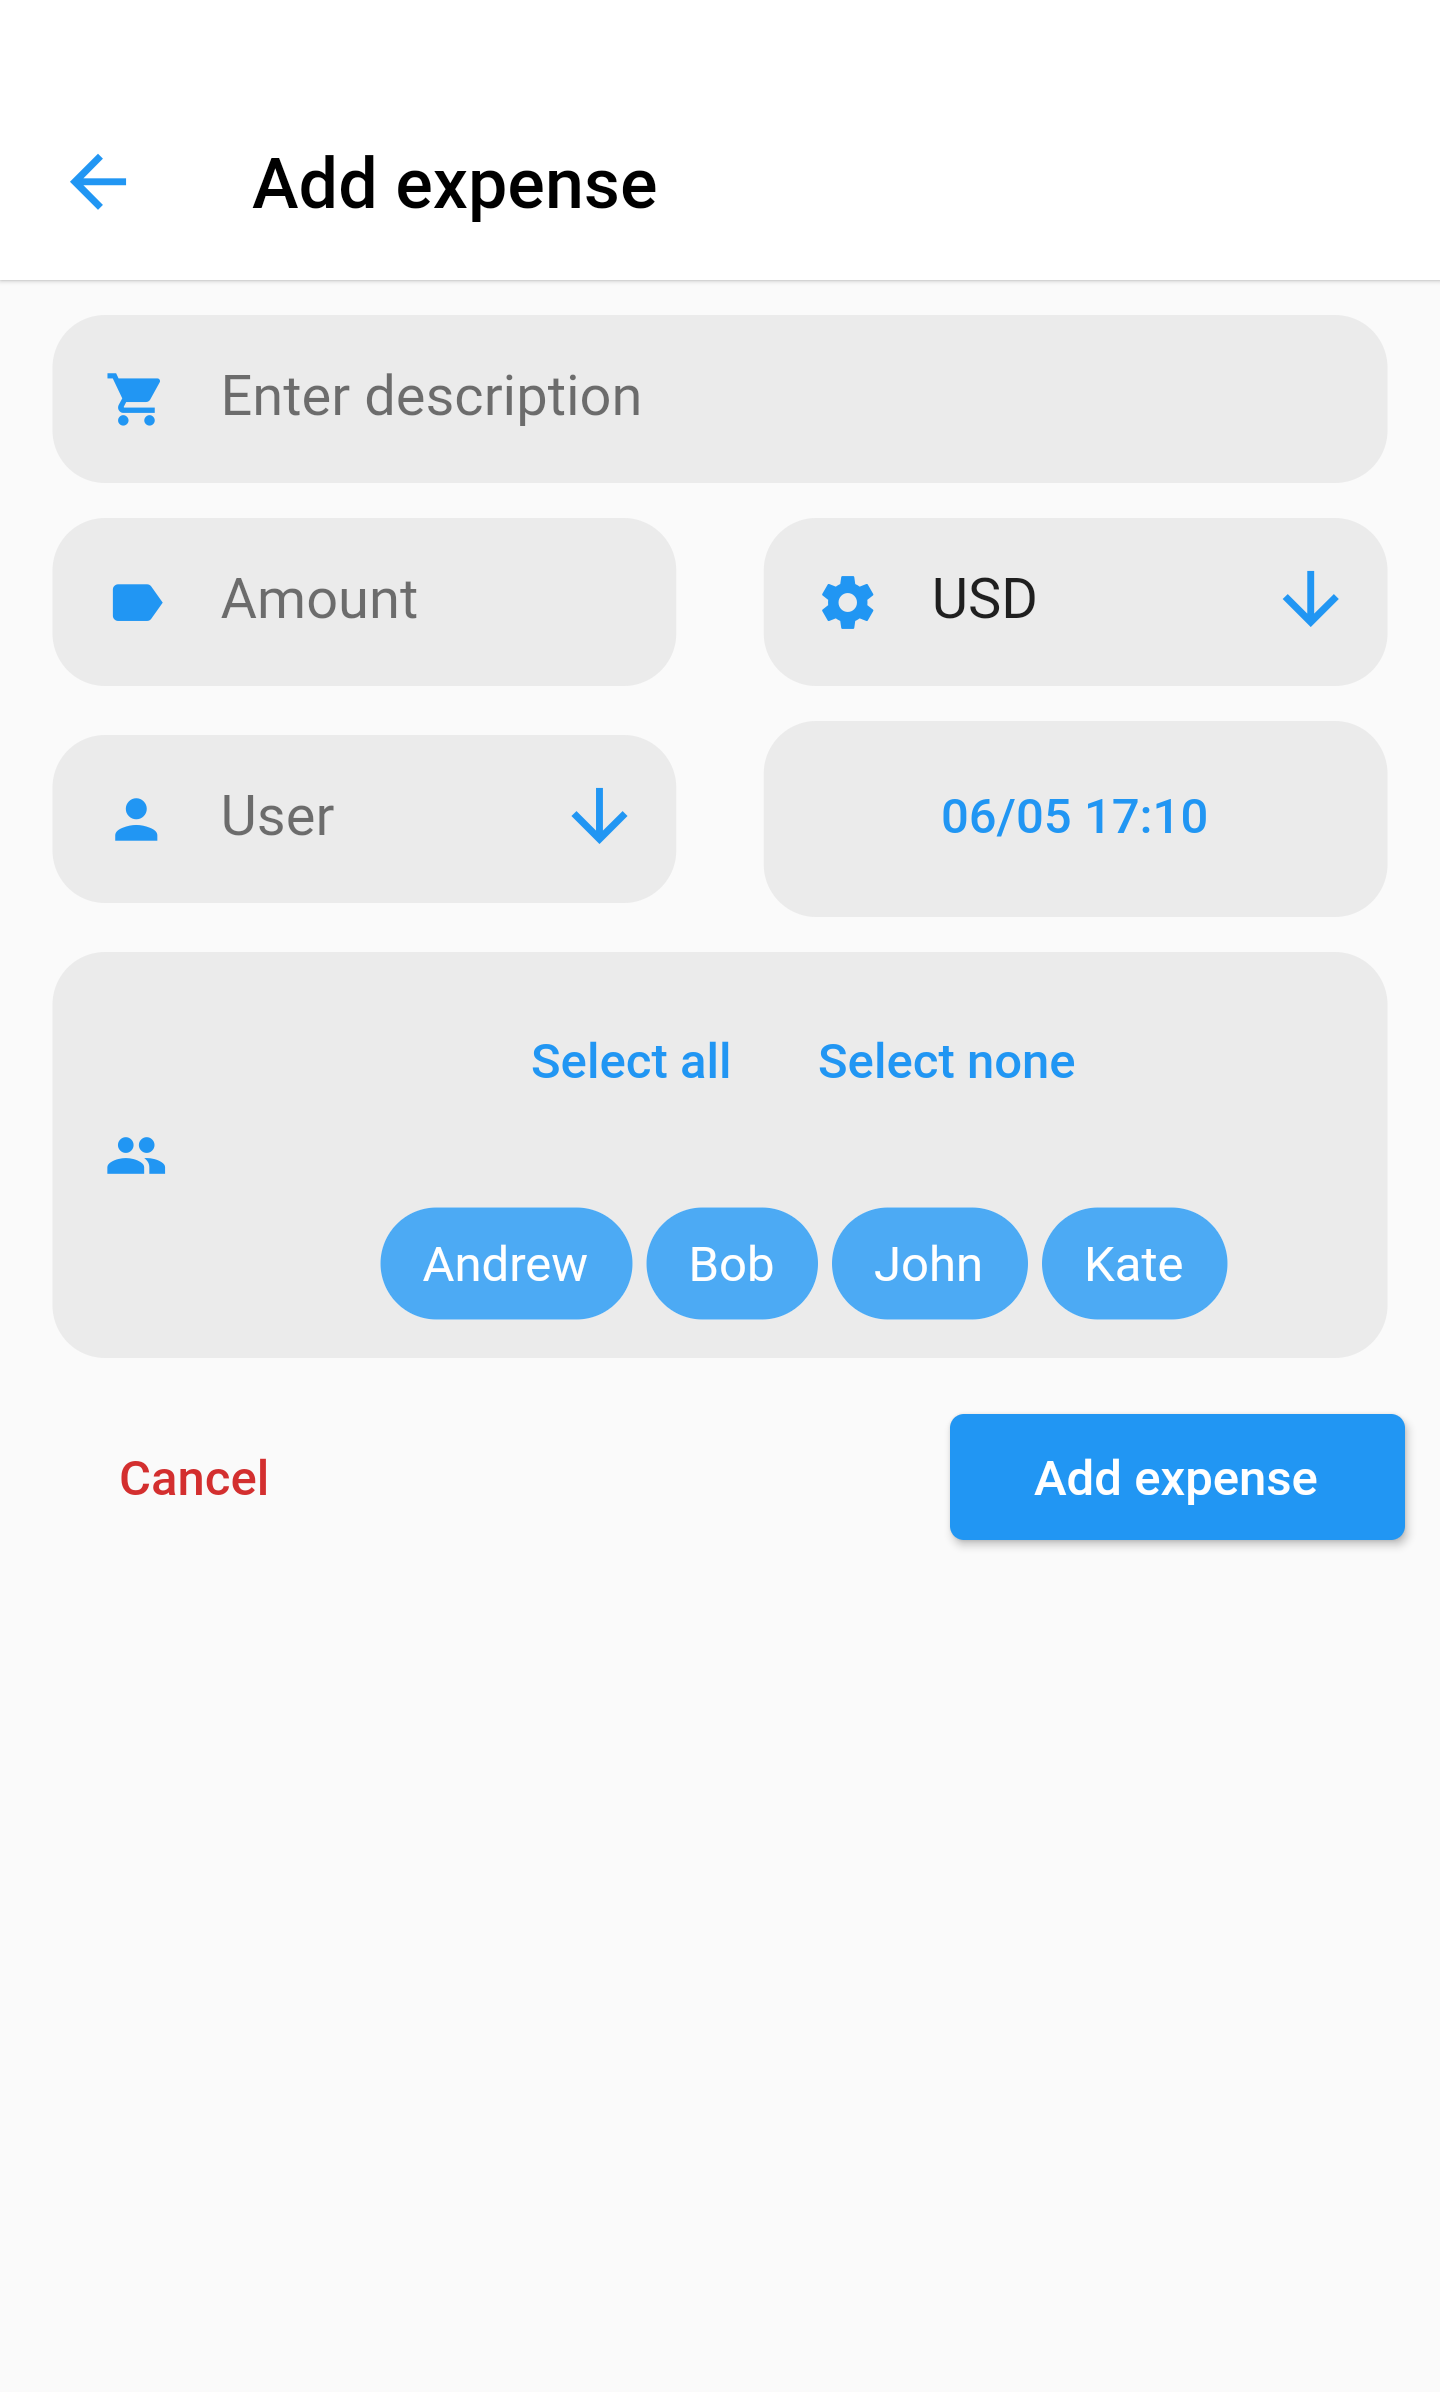 Add expense
Enter description
Amount
USD
User
06/05 17:10
Select all Select none
Andrew Bob John Kate
Cancel Add expense